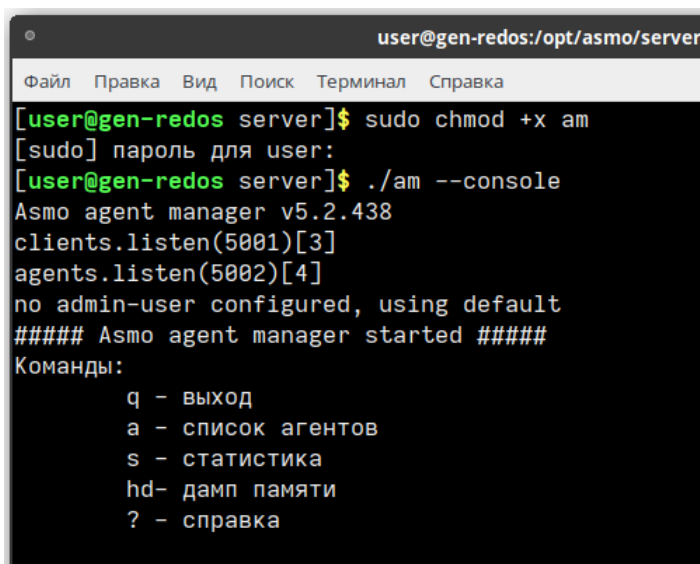 user@gen-redos:/opt/asmo/server
Файл Правка Вид Поиск Терминал Справка
[user@gen-redos server]$ sudo chmod +x am
[sudo] пароль для user:
[user@gen-redos server]$ ./am --console
Asmo agent manager v5.2.438
clients.listen(5001)[3]
agents.listen(5002)[4]
no admin-user configured, using default
##### Asmo agent manager started #####
Команды:
q - выход
a - список агентов
s - статистика
hd- дамп памяти
? - справка